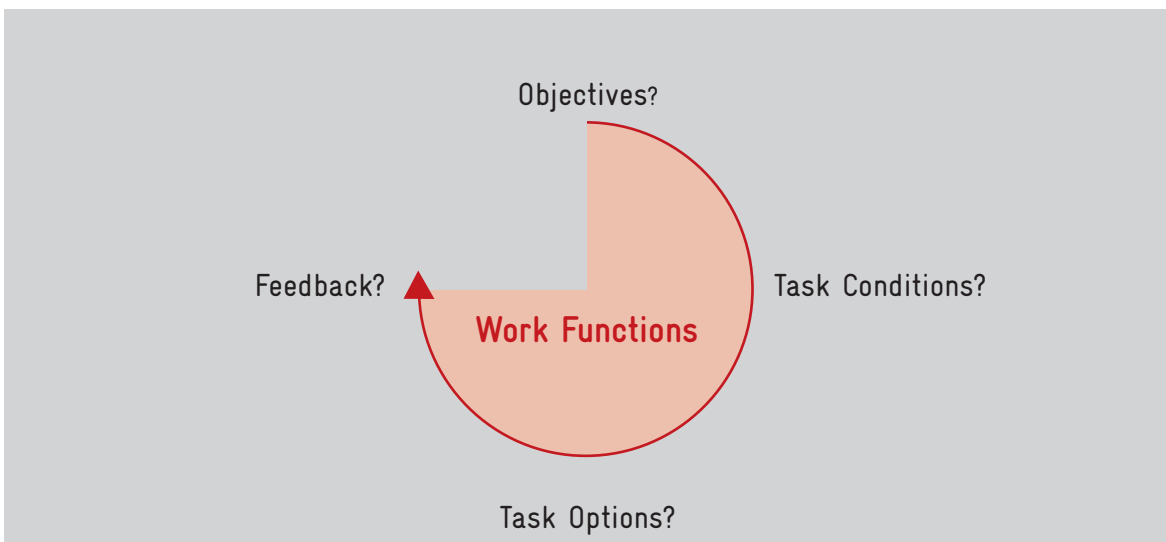 Objectives?
Feedback?
Task Conditions?
Work Functions
Task Options?